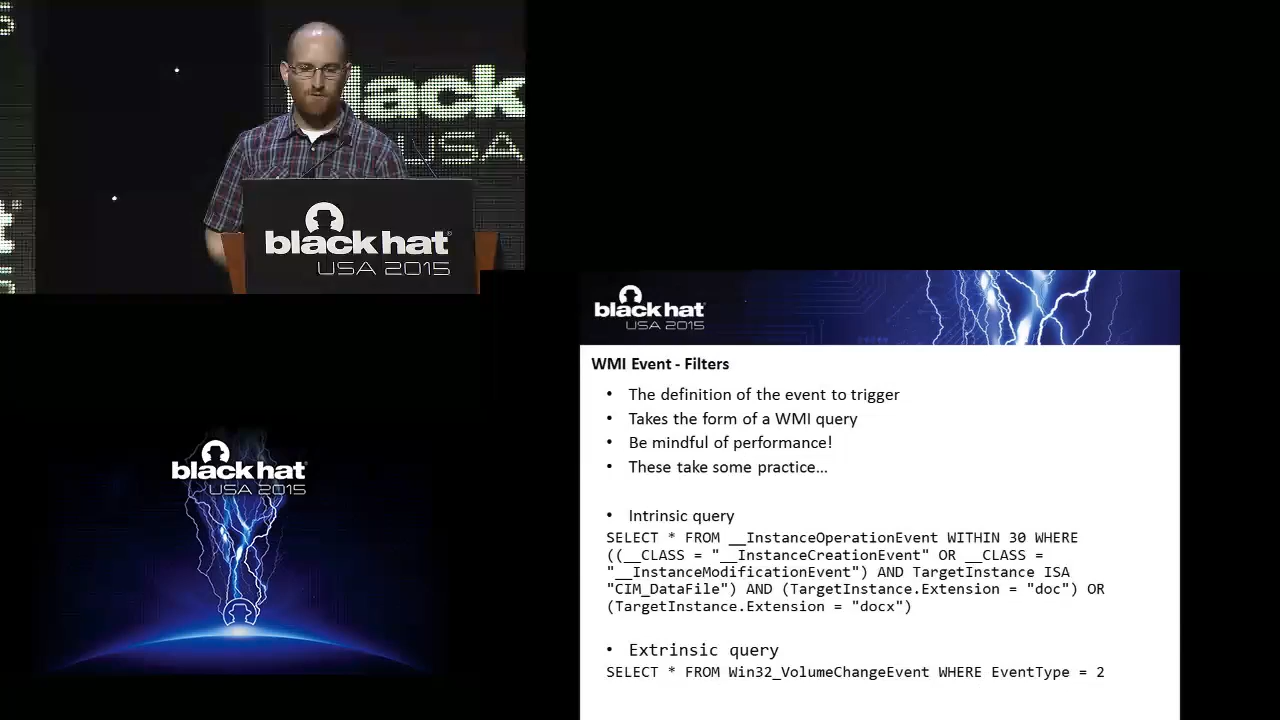 lack
USA
black hat
USA 2015
black hat
USA 2015
WMI Event - Filters
• The definition of the event to trigger
• Takes the form of a WMI query
• Be mindful of performance!
• These take some practice...
• Intrinsic query
SELECT * FROM __InstanceOperationEvent WITHIN 30 WHERE
((__CLASS = "__InstanceCreationEvent" OR __CLASS =
"__InstanceModificationEvent") AND TargetInstance ISA
"CIM_DataFile") AND (TargetInstance.Extension = "doc") OR
(TargetInstance.Extension = "docx")
• Extrinsic query
SELECT * FROM Win32_VolumeChangeEvent WHERE EventType = 2
black hat
USA 2015